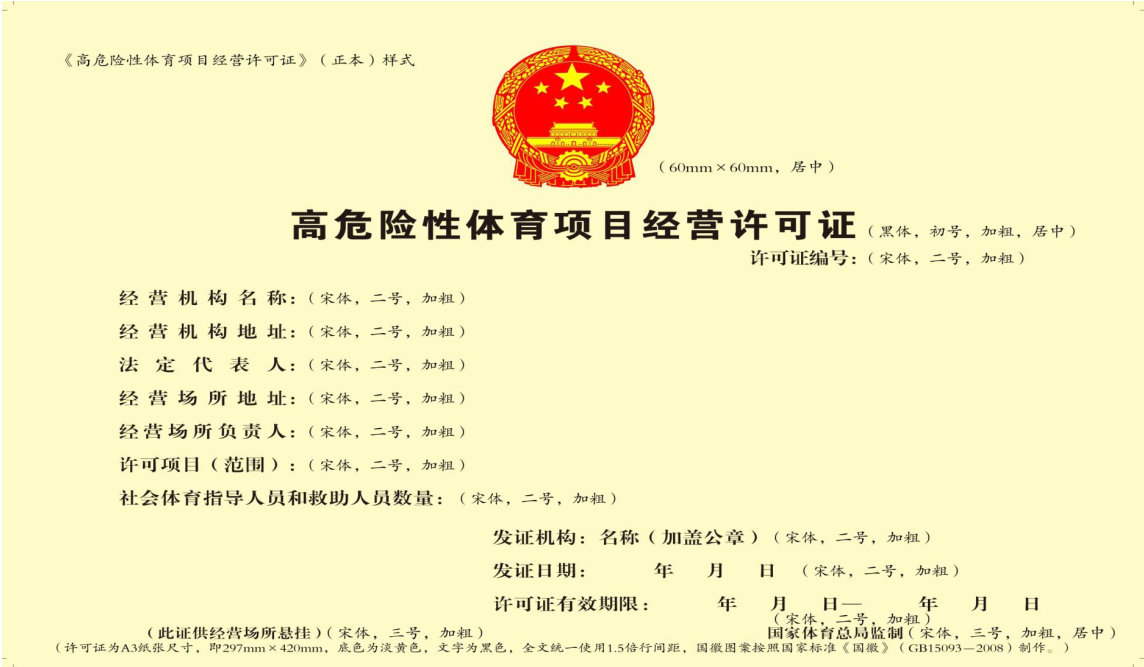 《高危险性体育项目经营许可证》（正本）样式
（60mm×60mm，居中）
高危险性体育项目经营许可证（黑体，初号，加粗，居中）
许可证编号：（宋体，二号，加粗）
经营机构名称：（宋体，二号，加粗）
经营机构地址：（宋体，二号，加粗）
法定代表人：（宋体，二号，加粗）
经营场所地址：（宋体，二号，加粗）
经营场所负责人：（宋体，二号，加粗）
许可项目（范围）：（宋体，二号，加粗）
社会体育指导人员和救助人员数量：（宋体，二号，加粗）
发证机构：名称（加盖公章）（宋体，二号，加粗）
发证日期： 年 月 日 （宋体，二号，加粗）
许可证有效期限： 年 月 日— 年 月 日
（宋体，二号，加粗）
（此证供经营场所悬挂）（宋体，三号，加粗） 国家体育总局监制（宋体，三号，加粗，居中）
（许可证为A3纸张尺寸，即297mm×420mm，底色为淡黄色，文字为黑色，全文统一使用1.5倍行间距，国徽图案按照国家标准《国徽》（GB15093—2008）制作。）